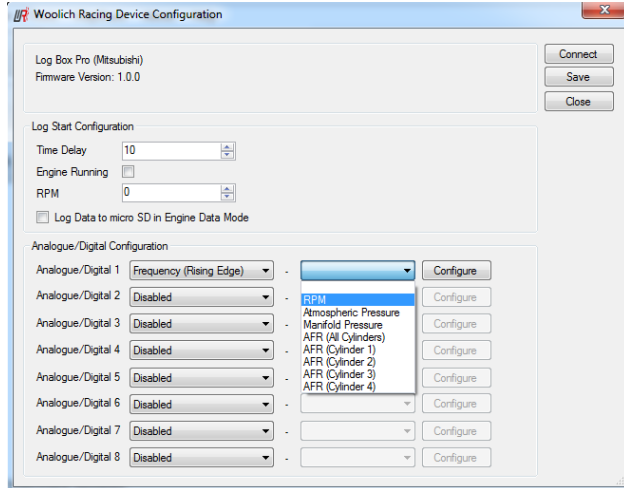 Woolich Racing Device Configuration
Log Box Pro (Mitsubishi)
Firmware Version: 1.0.0
Connect
Save
Close
Log Start Configuration
Time Delay 10
Engine Running
RPM 0
Log Data to micro SD in Engine Data Mode
Analogue/Digital Configuration
Analogue/Digital 1 Frequency (Rising Edge) - Configure
Analogue/Digital 2 Disabled - Configure
Analogue/Digital 3 Disabled - Configure
Analogue/Digital 4 Disabled - Configure
Analogue/Digital 5 Disabled - Configure
Analogue/Digital 6 Disabled - Configure
Analogue/Digital 7 Disabled - Configure
Analogue/Digital 8 Disabled - Configure
RPM
Atmospheric Pressure
Manifold Pressure
AFR (All Cylinders)
AFR (Cylinder 1)
AFR (Cylinder 2)
AFR (Cylinder 3)
AFR (Cylinder 4)